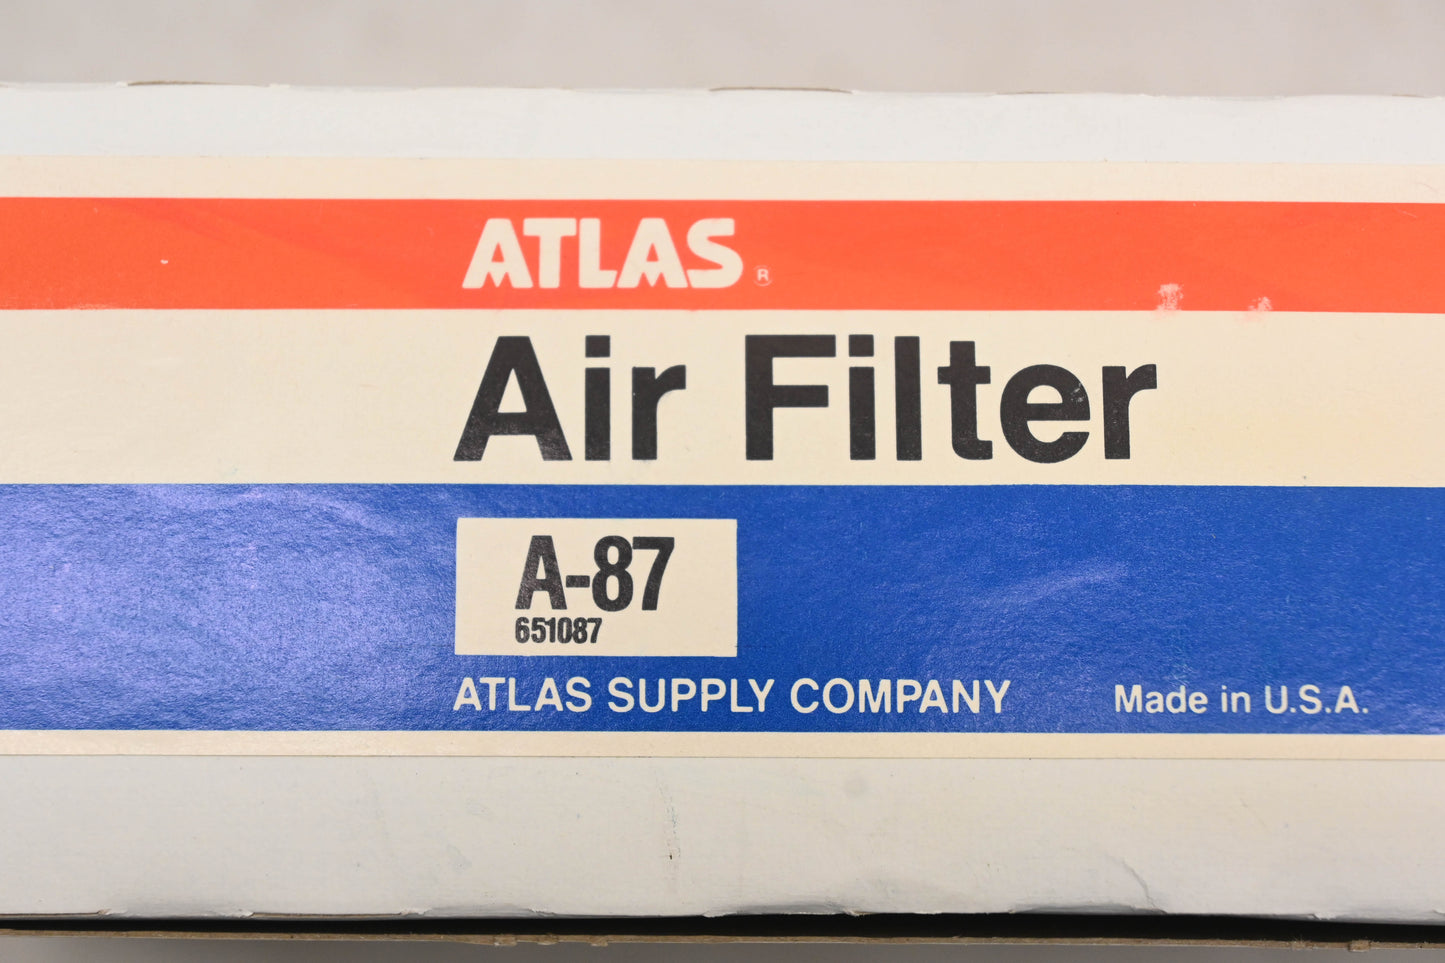 ATLAS®
Air Filter
A-87
651087
ATLAS SUPPLY COMPANY Made in U.S.A.